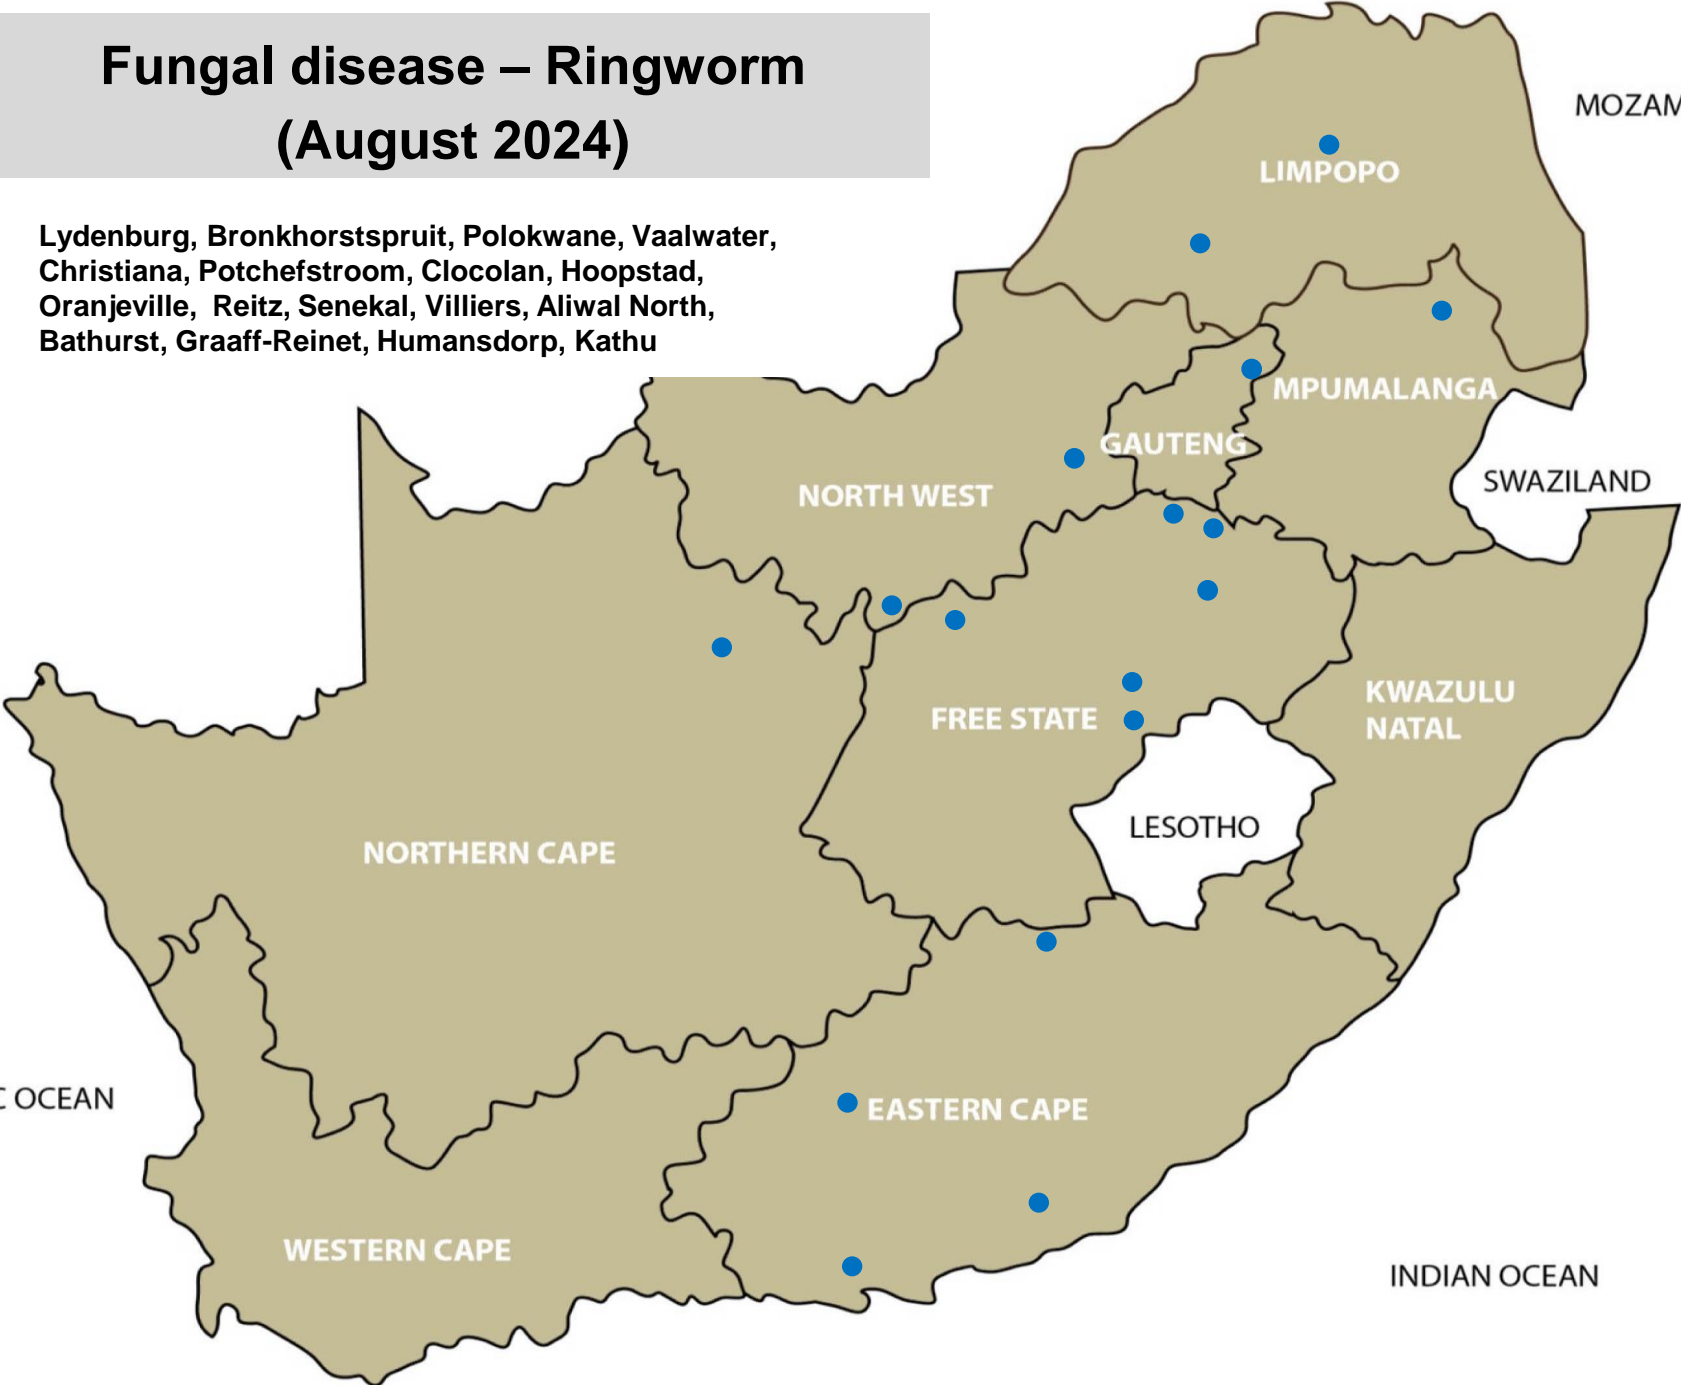 Fungal disease – Ringworm
(August 2024)
Lydenburg, Bronkhorstspruit, Polokwane, Vaalwater,
Christiana, Potchefstroom, Clocolan, Hoopstad,
Oranjeville, Reitz, Senekal, Villiers, Aliwal North,
Bathurst, Graaff-Reinet, Humansdorp, Kathu
MOZAM
LIMPOPO
MPUMALANGA
GAUTENG
SWAZILAND
NORTH WEST
KWAZULU
NATAL
FREE STATE
LESOTHO
NORTHERN CAPE
C OCEAN
EASTERN CAPE
WESTERN CAPE
INDIAN OCEAN